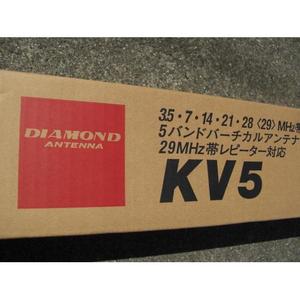 DIAMOND
ANTENNA
3.5・7・14・21・28〈29〉MHz帯
5バンドバーチカルアンテナ
29MHz帯レピーター対応
KV5